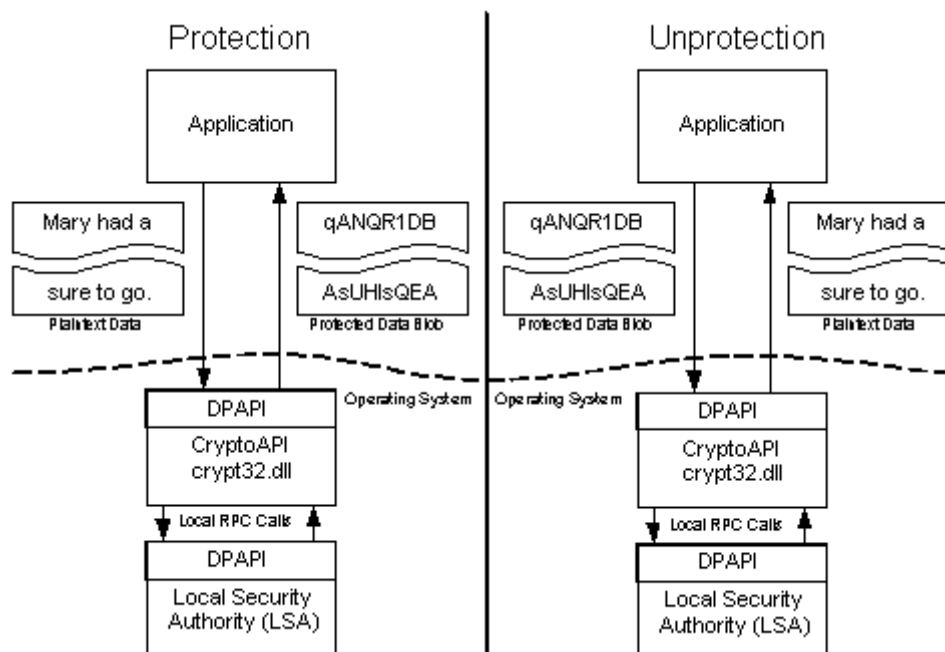 Protection
Application
Mary had a
sure to go.
Plaintext Data
qANQR1DB
AsUHIsQEA
Protected Data Blob
Operating System
DPAPI
CryptoAPI
crypt32.dll
Local RPC Calls
DPAPI
Local Security
Authority (LSA)
Unprotection
Application
qANQR1DB
AsUHIsQEA
Protected Data Blob
Mary had a
sure to go.
Plaintext Data
Operating System
DPAPI
CryptoAPI
crypt32.dll
Local RPC Calls
DPAPI
Local Security
Authority (LSA)